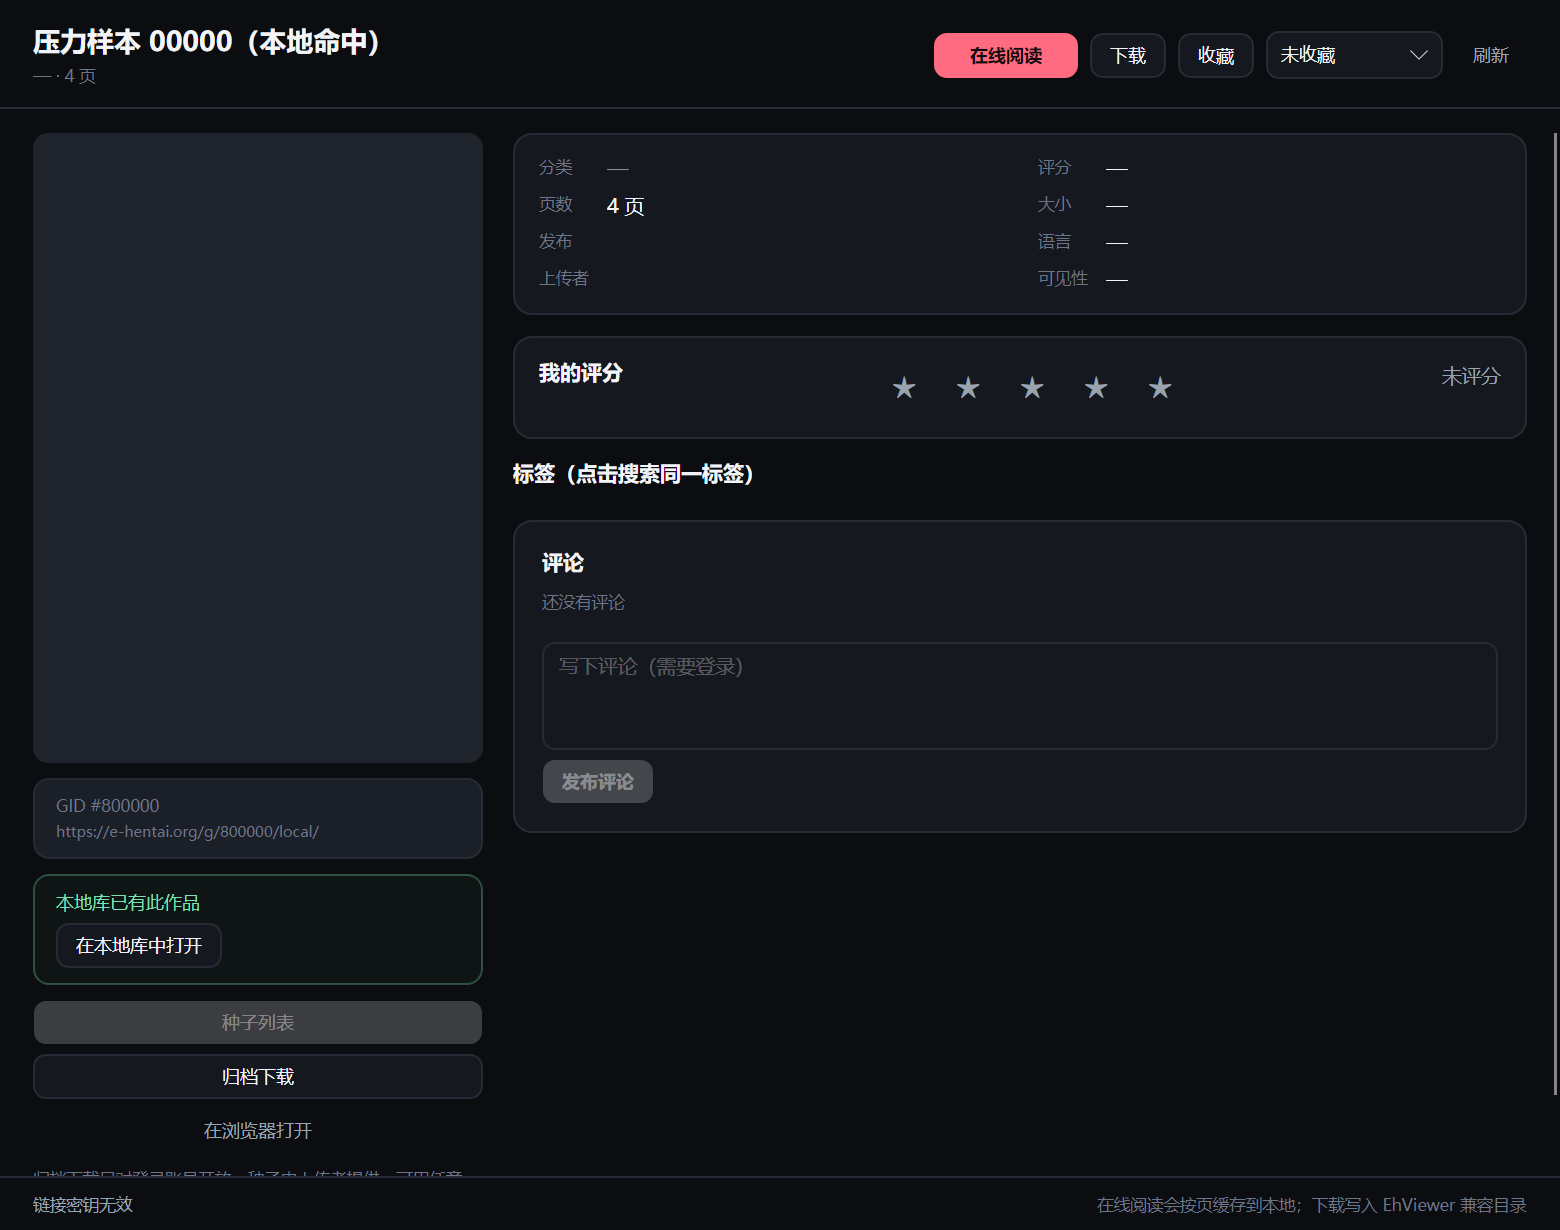 压力样本 00000（本地命中）
— · 4 页
在线阅读
下载
收藏
未收藏
刷新
分类 —
评分 —
页数 4 页
大小 —
发布
语言 —
上传者
可见性 —
我的评分
★ ★ ★ ★ ★
未评分
标签（点击搜索同一标签）
评论
还没有评论
写下评论（需要登录）
发布评论
GID #800000
https://e-hentai.org/g/800000/local/
本地库已有此作品
在本地库中打开
种子列表
归档下载
在浏览器打开
链接密钥无效
在线阅读会按页缓存到本地；下载写入 EhViewer 兼容目录